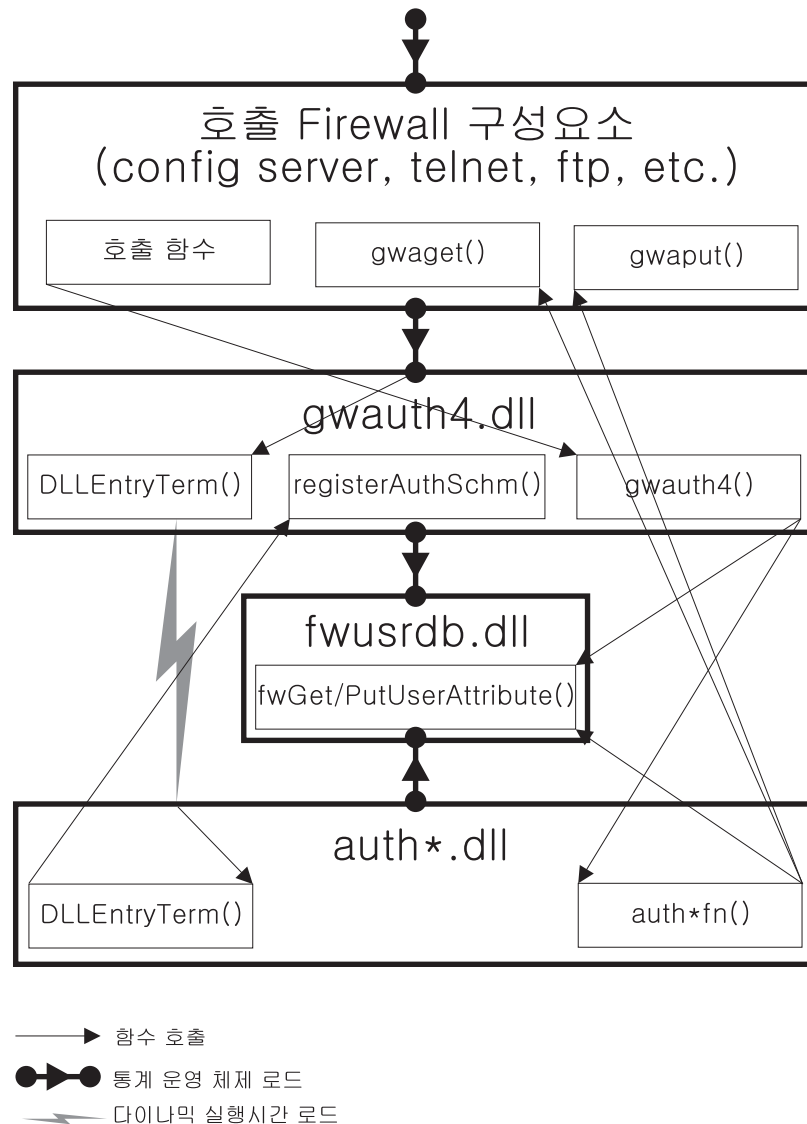 호출 Firewall 구성요소
(config server, telnet, ftp, etc.)
호출 함수
gwaget()
gwaput()
gwauth4.dll
DLLEntryTerm()
registerAuthSchm()
gwauth4()
fwusrdb.dll
fwGet/PutUserAttribute()
auth*.dll
DLLEntryTerm()
auth*fn()
함수 호출
통계 운영 체제 로드
다이나믹 실행시간 로드